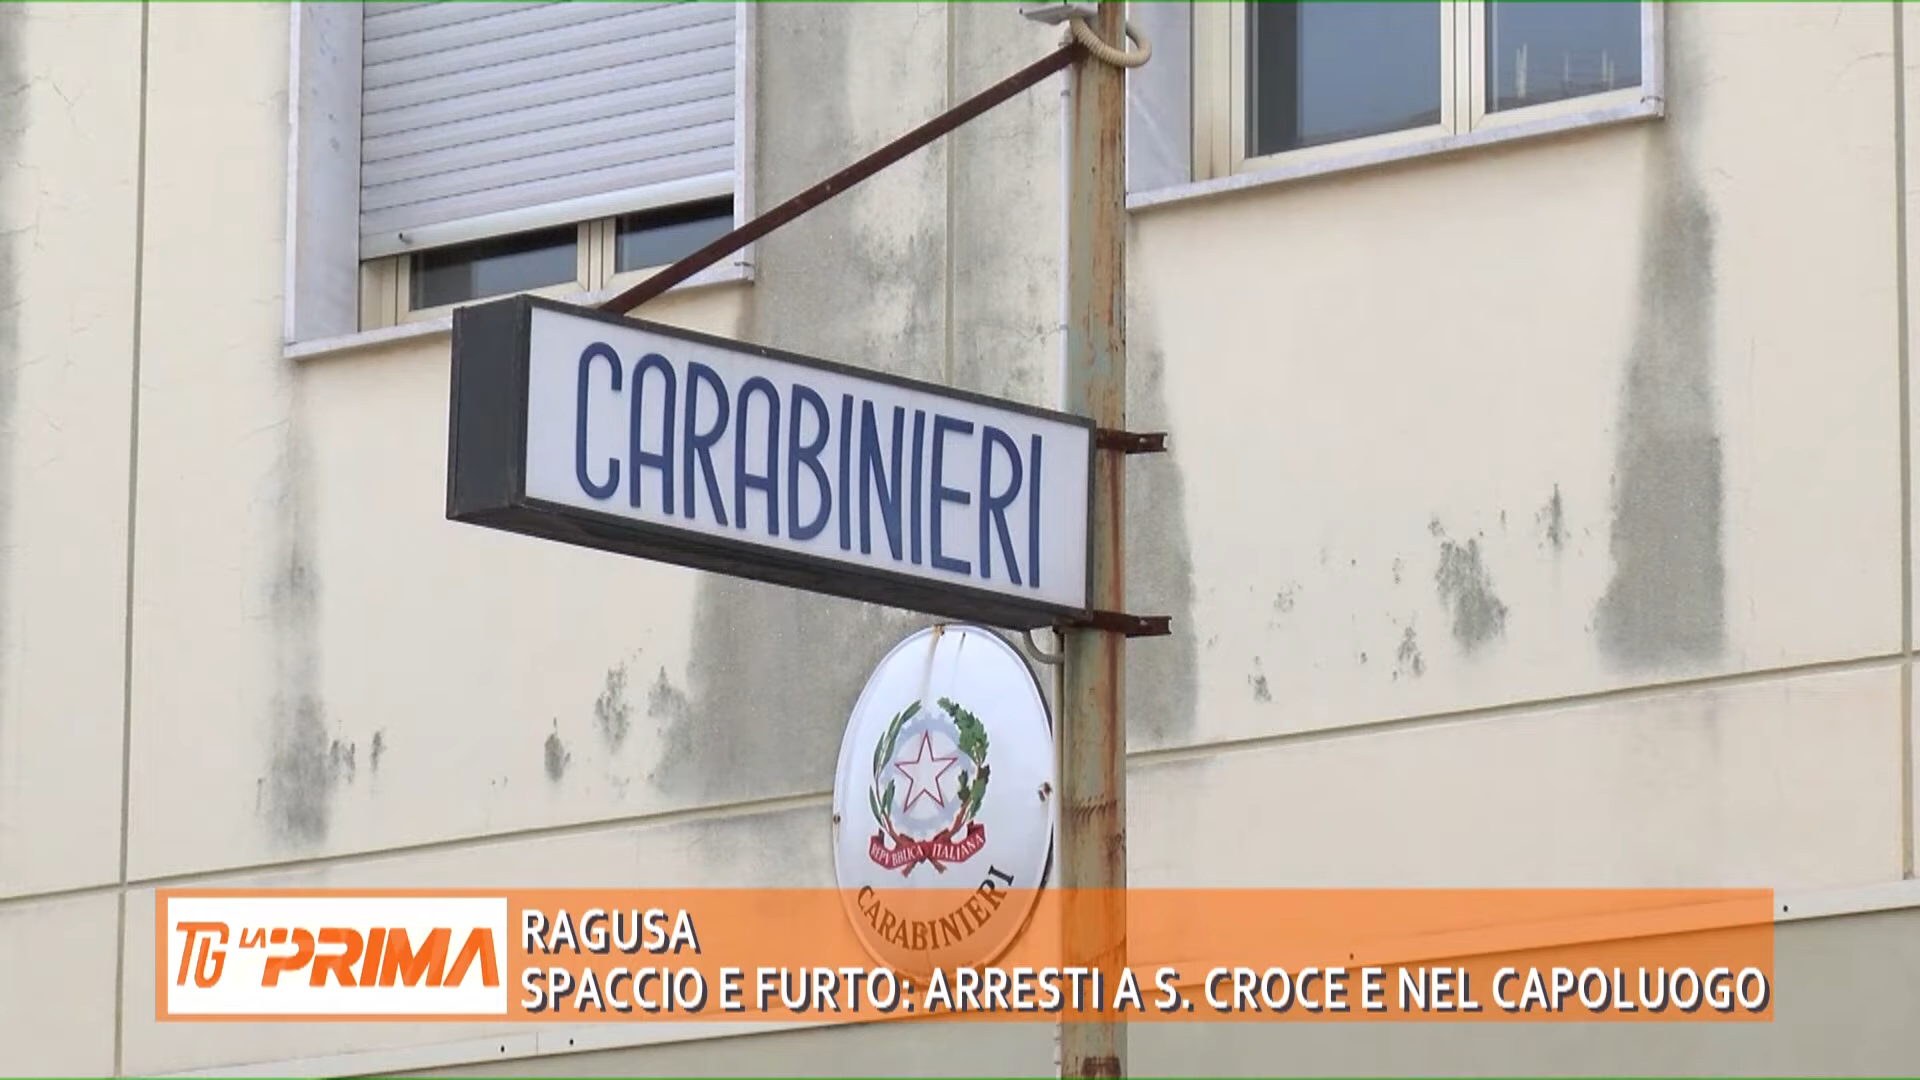 CARABINIERI
REPVBBLICA ITALIANA
CARABINIERI
TG LA PRIMA
RAGUSA
SPACCIO E FURTO: ARRESTI A S. CROCE E NEL CAPOLUOGO